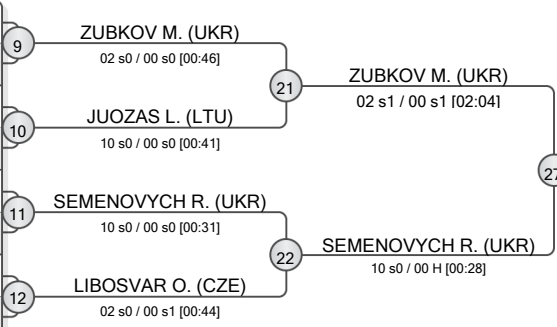 9
ZUBKOV M. (UKR)
02 s0 / 00 s0 [00:46]
21
ZUBKOV M. (UKR)
02 s1 / 00 s1 [02:04]
10
JUOZAS L. (LTU)
10 s0 / 00 s0 [00:41]
27
11
SEMENOVYCH R. (UKR)
10 s0 / 00 s0 [00:31]
22
SEMENOVYCH R. (UKR)
10 s0 / 00 H [00:28]
12
LIBOSVAR O. (CZE)
02 s0 / 00 s1 [00:44]